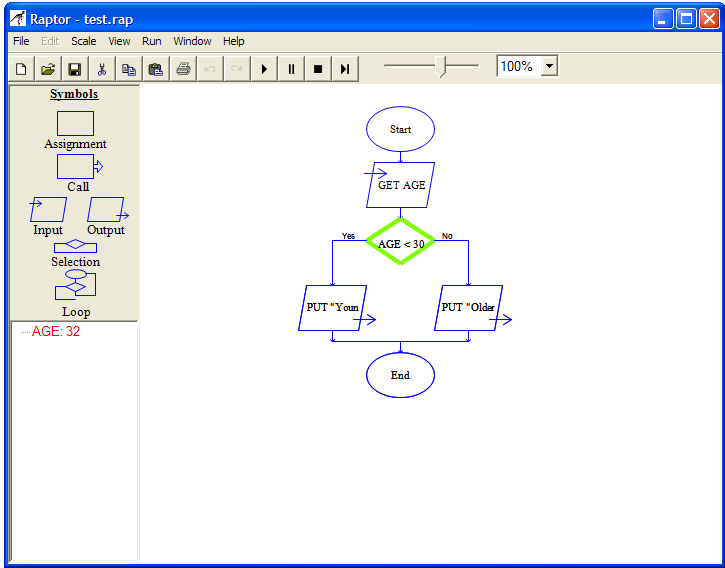 Raptor - test.rap
File Edit Scale View Run Window Help
100%
Symbols
Assignment
Call
Input Output
Selection
Loop
AGE: 32
Start
GET AGE
Yes No
AGE < 30
PUT "Youn PUT "Older
End